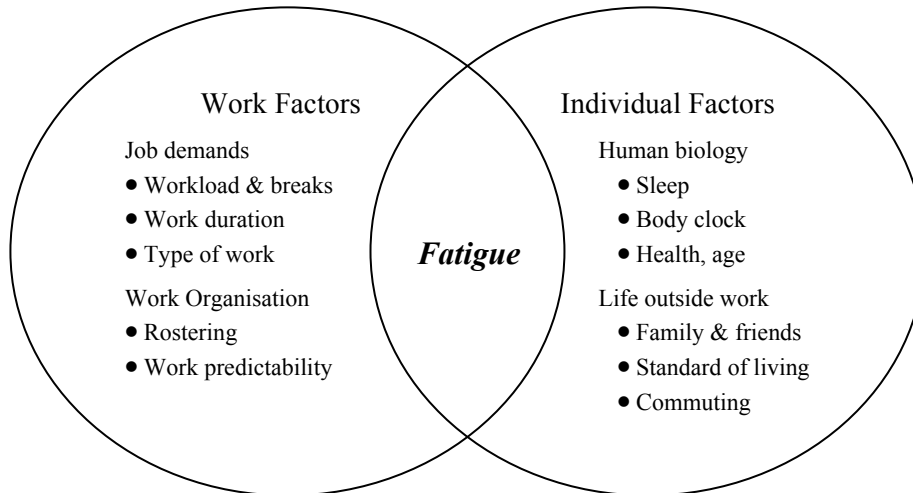 Work Factors
Job demands
● Workload & breaks
● Work duration
● Type of work
Work Organisation
● Rostering
● Work predictability
Fatigue
Individual Factors
Human biology
● Sleep
● Body clock
● Health, age
Life outside work
● Family & friends
● Standard of living
● Commuting